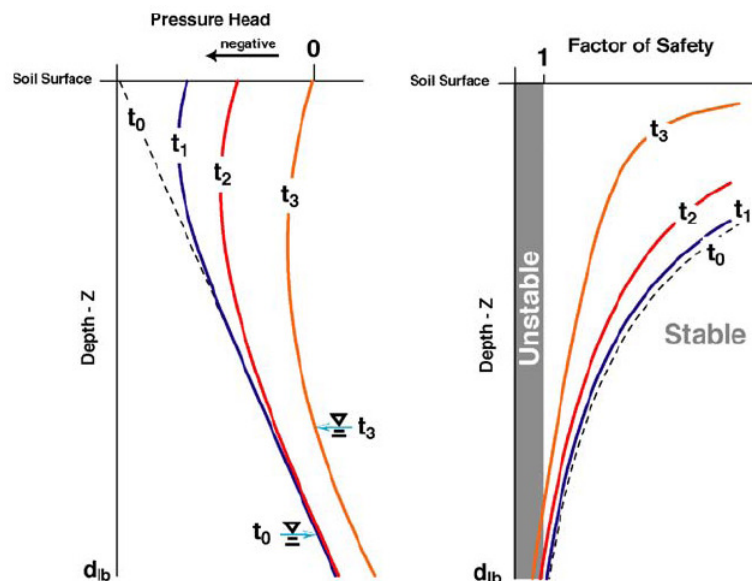 Pressure Head
negative
0
Soil Surface
t0
t1
t2
t3
Depth - Z
t3
t0
dlb
1
Factor of Safety
Soil Surface
t3
t2
t1
t0
Unstable
Stable
Depth - Z
dlb